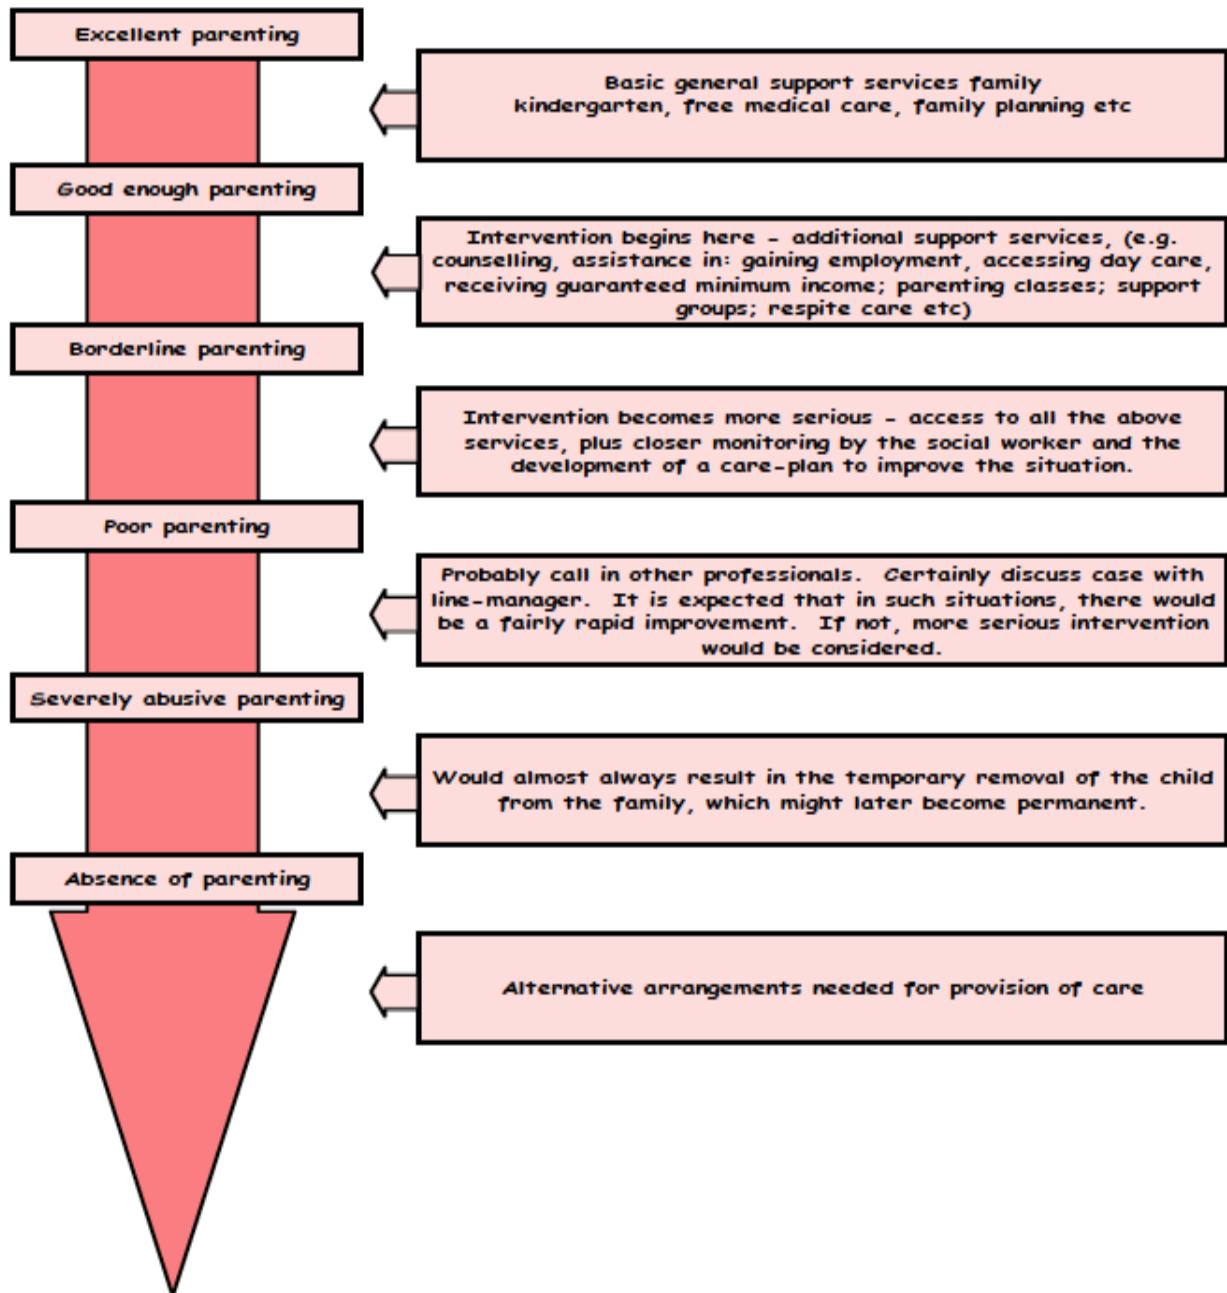 Excellent parenting
Basic general support services family
kindergarten, free medical care, family planning etc
Good enough parenting
Intervention begins here - additional support services, (e.g.
counselling, assistance in: gaining employment, accessing day care,
receiving guaranteed minimum income; parenting classes; support
groups; respite care etc)
Borderline parenting
Intervention becomes more serious - access to all the above
services, plus closer monitoring by the social worker and the
development of a care-plan to improve the situation.
Poor parenting
Probably call in other professionals. Certainly discuss case with
line-manager. It is expected that in such situations, there would
be a fairly rapid improvement. If not, more serious intervention
would be considered.
Severely abusive parenting
Would almost always result in the temporary removal of the child
from the family, which might later become permanent.
Absence of parenting
Alternative arrangements needed for provision of care